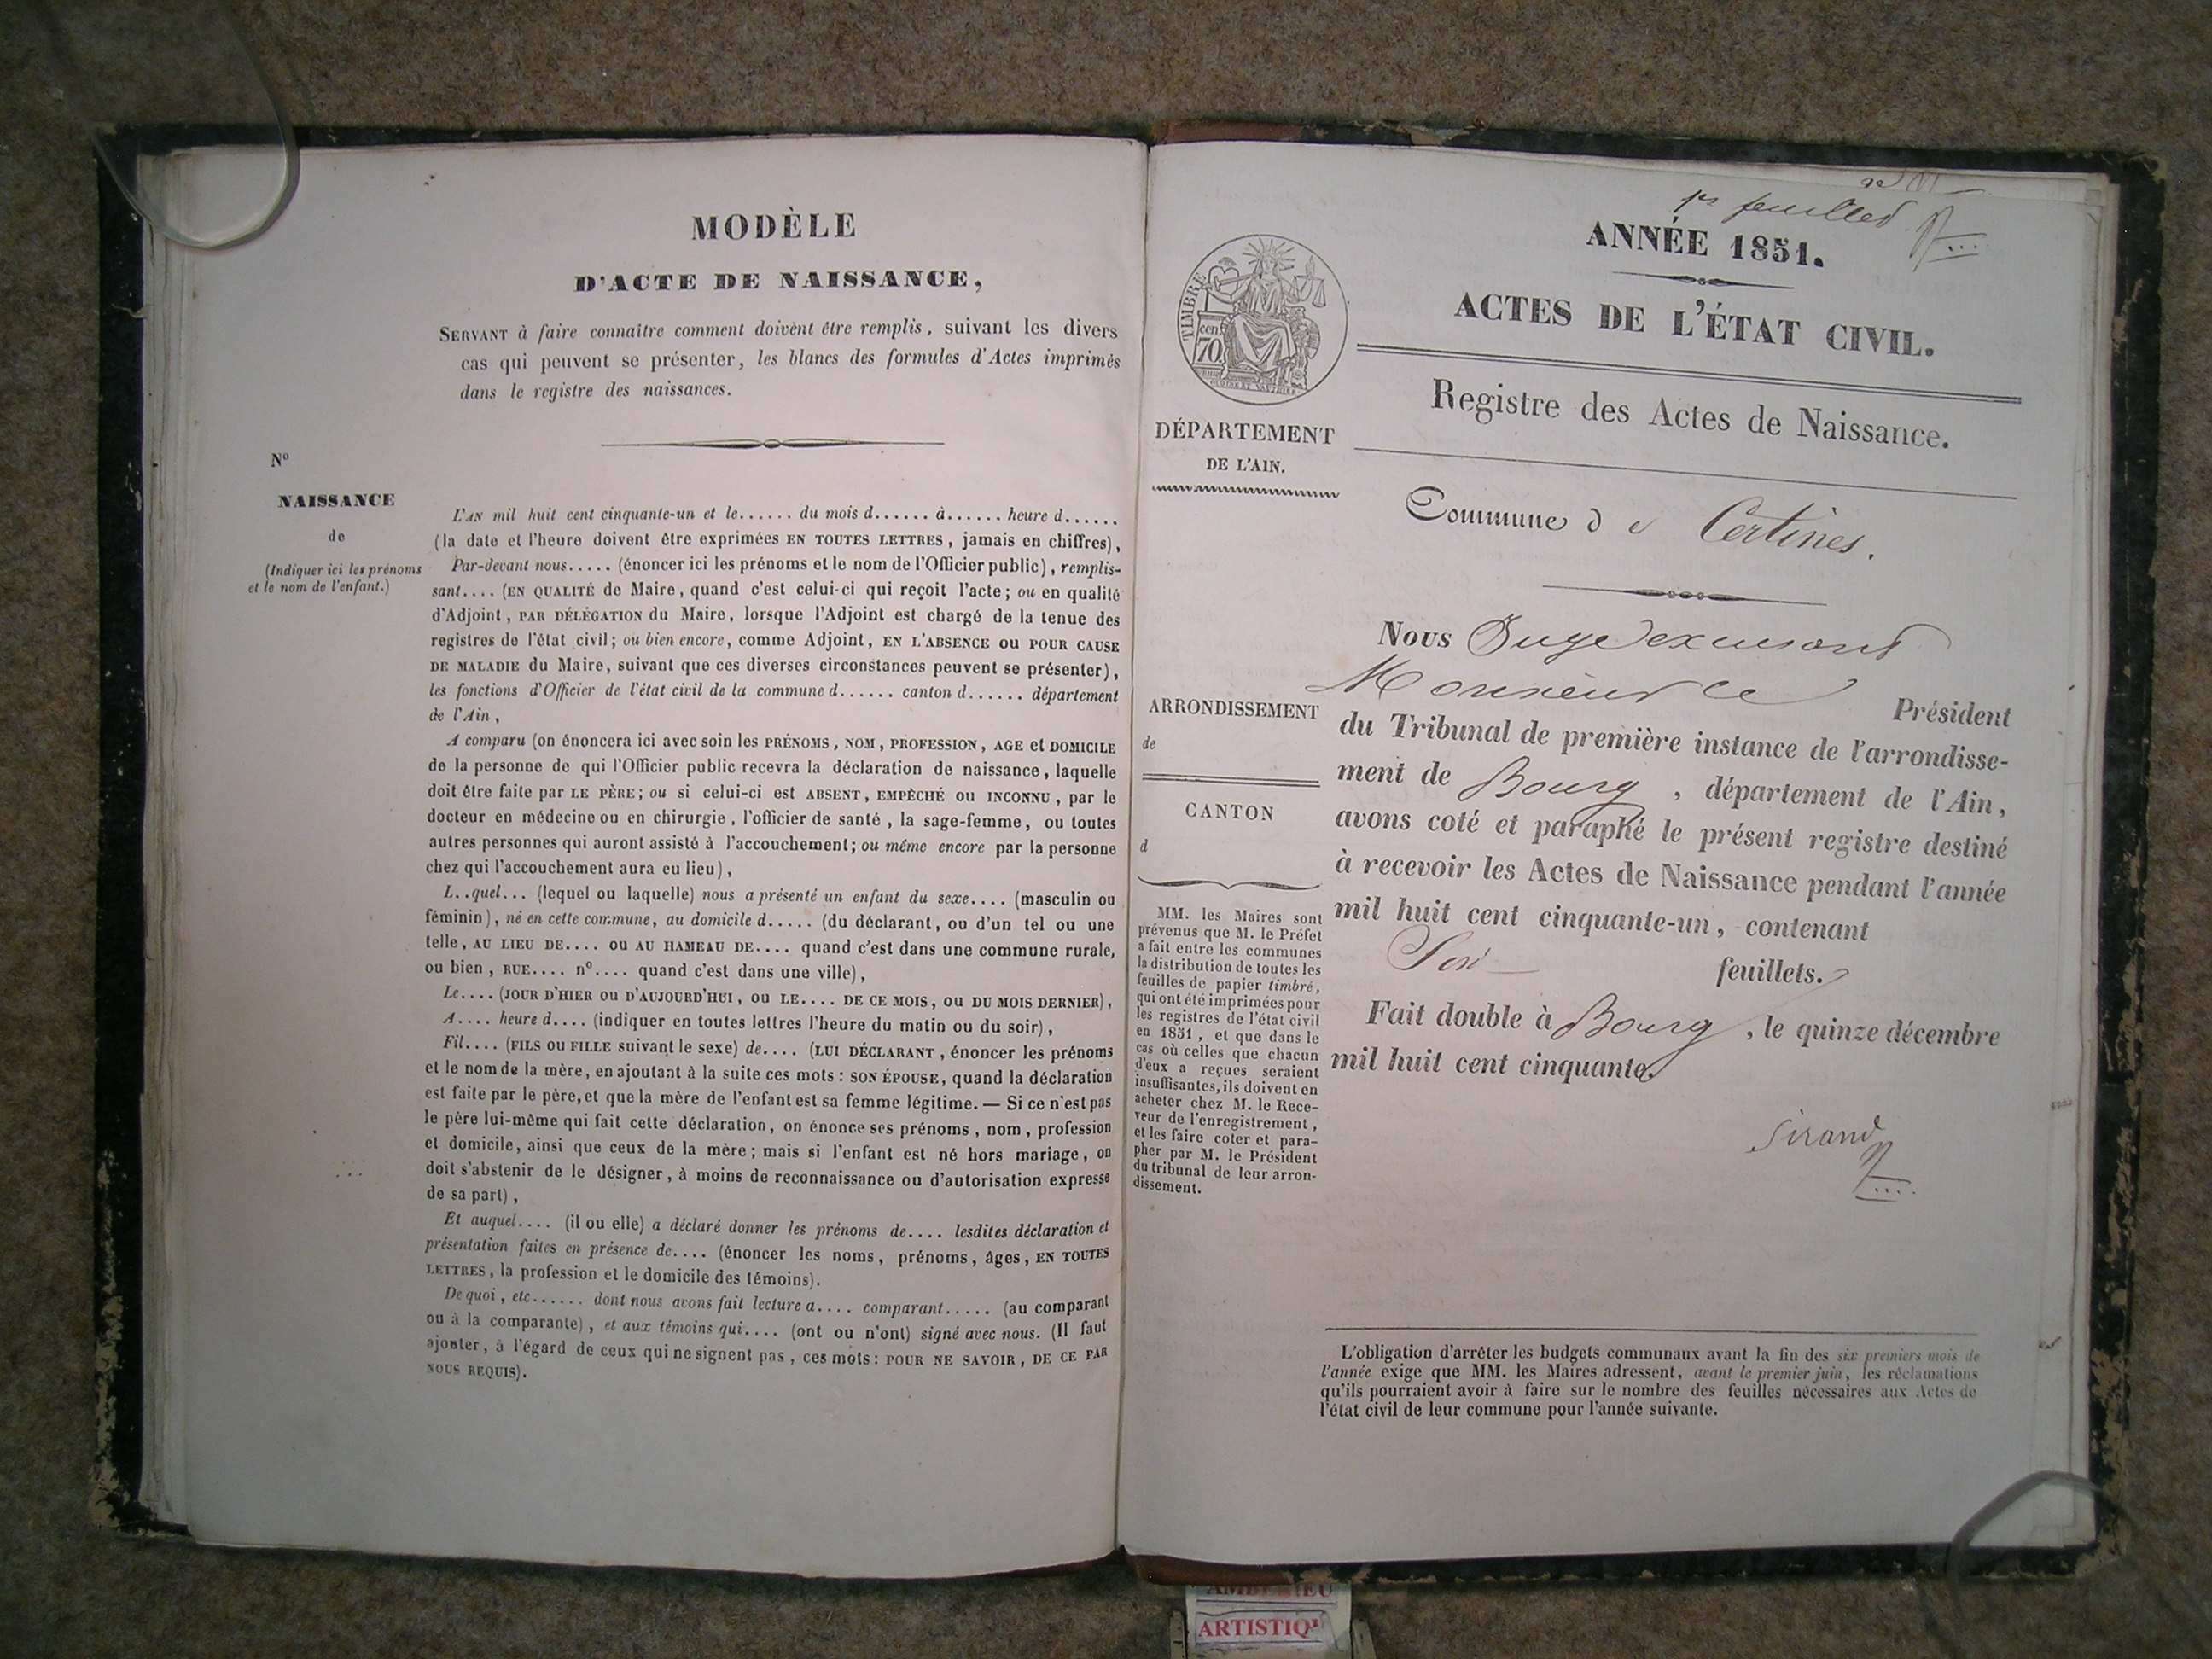 MODÈLE
D'ACTE DE NAISSANCE,
SERVANT à faire connaître comment doivent être remplis, suivant les divers
cas qui peuvent se présenter, les blancs des formules d'Actes imprimés
dans le registre des naissances.
No
NAISSANCE
de
(Indiquer ici les prénoms
et le nom de l'enfant.)
L'AN mil huit cent cinquante-un et le...... du mois d...... à...... heure d......
(la date et l'heure doivent être exprimées EN TOUTES LETTRES, jamais en chiffres),
Par-devant nous..... (énoncer ici les prénoms et le nom de l'Officier public), remplis-
sant.... (EN QUALITÉ de Maire, quand c'est celui-ci qui reçoit l'acte; ou en qualité
d'Adjoint, PAR DÉLÉGATION du Maire, lorsque l'Adjoint est chargé de la tenue des
registres de l'état civil; ou bien encore, comme Adjoint, EN L'ABSENCE OU POUR CAUSE
DE MALADIE du Maire, suivant que ces diverses circonstances peuvent se présenter),
les fonctions d'Officier de l'état civil de la commune d...... canton d...... département
de l'Ain,
A comparu (on énoncera ici avec soin les PRÉNOMS, NOM, PROFESSION, AGE et DOMICILE
de la personne de qui l'Officier public recevra la déclaration de naissance, laquelle
doit être faite par LE PÈRE; ou si celui-ci est ABSENT, EMPÊCHÉ OU INCONNU, par le
docteur en médecine ou en chirurgie, l'officier de santé, la sage-femme, ou toutes
autres personnes qui auront assisté à l'accouchement; ou même encore par la personne
chez qui l'accouchement aura eu lieu),
L..quel... (lequel ou laquelle) nous a présenté un enfant du sexe.... (masculin ou
féminin), né en cette commune, au domicile d..... (du déclarant, ou d'un tel ou une
telle, AU LIEU DE.... OU AU HAMEAU DE.... quand c'est dans une commune rurale,
ou bien, RUE.... no.... quand c'est dans une ville),
Le.... (JOUR D'HIER OU D'AUJOURD'HUI, OU LE.... DE CE MOIS, OU DU MOIS DERNIER),
A.... heure d.... (indiquer en toutes lettres l'heure du matin ou du soir),
Fil.... (FILS OU FILLE suivant le sexe) de.... (LUI DÉCLARANT, énoncer les prénoms
et le nom de la mère, en ajoutant à la suite ces mots: SON ÉPOUSE, quand la déclaration
est faite par le père, et que la mère de l'enfant est sa femme légitime. — Si ce n'est pas
le père lui-même qui fait cette déclaration, on énonce ses prénoms, nom, profession
et domicile, ainsi que ceux de la mère; mais si l'enfant est né hors mariage, on
doit s'abstenir de le désigner, à moins de reconnaissance ou d'autorisation expresse
de sa part),
Et auquel.... (il ou elle) a déclaré donner les prénoms de.... lesdites déclaration et
présentation faites en présence de.... (énoncer les noms, prénoms, âges, EN TOUTES
LETTRES, la profession et le domicile des témoins).
De quoi, etc...... dont nous avons fait lecture a.... comparant..... (au comparant
ou à la comparante), et aux témoins qui.... (ont ou n'ont) signé avec nous. (Il faut
ajouter, à l'égard de ceux qui ne signent pas, ces mots: POUR NE SAVOIR, DE CE PAR
NOUS REQUIS).
feuillet
ANNÉE 1851.
ACTES DE L'ÉTAT CIVIL.
Registre des Actes de Naissance.
TIMBRE
70 cen.
DÉPARTEMENT
DE L'AIN.
Commune de Certines.
Nous Juge
Monsieur le Président
du Tribunal de première instance de l'arrondisse-
ment de Bourg, département de l'Ain,
avons coté et paraphé le présent registre destiné
à recevoir les Actes de Naissance pendant l'année
mil huit cent cinquante-un, contenant
feuillets.
Fait double à Bourg, le quinze décembre
mil huit cent cinquante.
Sirand
ARRONDISSEMENT
de
CANTON
d
MM. les Maires sont
prévenus que M. le Préfet
a fait entre les communes
la distribution de toutes les
feuilles de papier timbré,
qui ont été imprimées pour
les registres de l'état civil
en 1851, et que dans le
cas où celles que chacun
d'eux a reçues seraient
insuffisantes, ils doivent en
acheter chez M. le Rece-
veur de l'enregistrement,
et les faire coter et para-
pher par M. le Président
du tribunal de leur arron-
dissement.
L'obligation d'arrêter les budgets communaux avant la fin des six premiers mois de
l'année exige que MM. les Maires adressent, avant le premier juin, les réclamations
qu'ils pourraient avoir à faire sur le nombre des feuilles nécessaires aux Actes de
l'état civil de leur commune pour l'année suivante.
AMBERIEU
ARTISTIQU